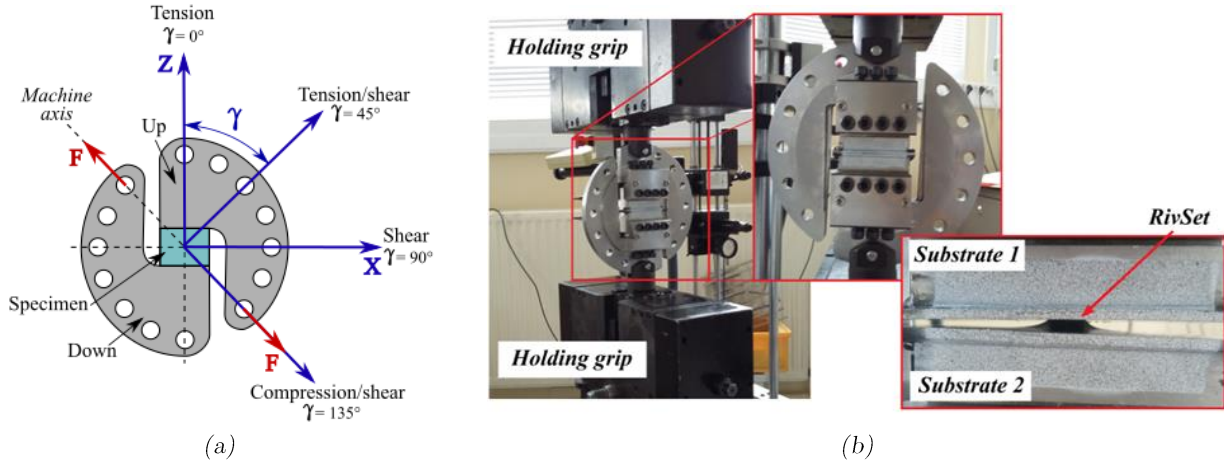 Tension
γ= 0°
Z
Machine
axis
Up
γ
Tension/shear
γ= 45°
F
Shear
γ= 90°
X
Specimen
Down
F
Compression/shear
γ= 135°
(a)
Holding grip
Holding grip
RivSet
Substrate 1
Substrate 2
(b)